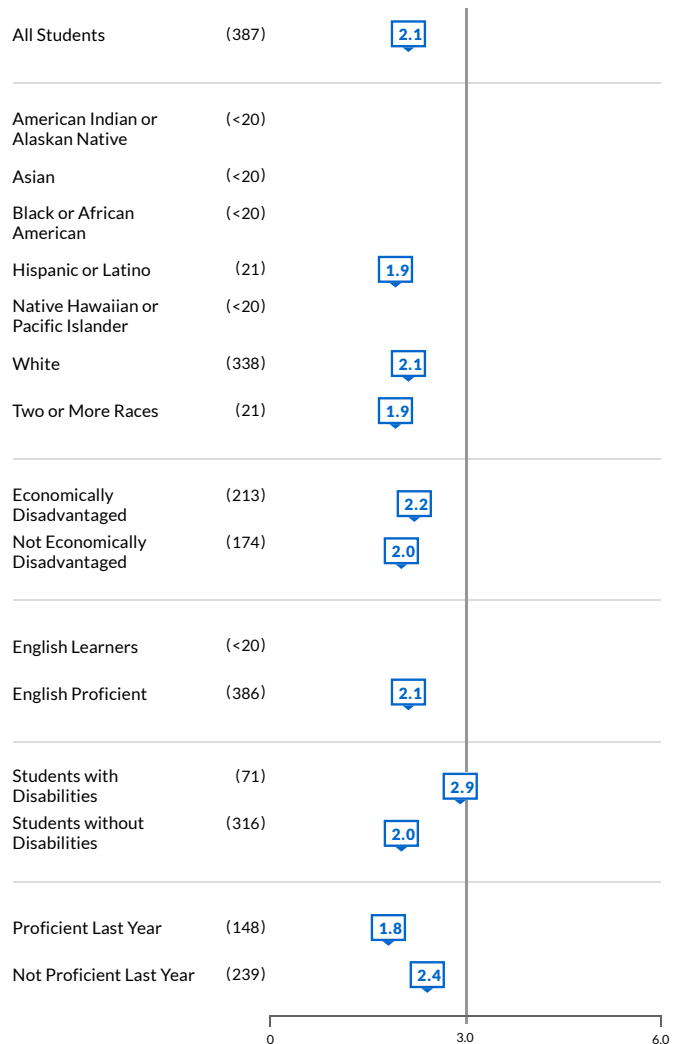 All Students (387) 2.1
American Indian or
Alaskan Native (<20)
Asian (<20)
Black or African
American (<20)
Hispanic or Latino (21) 1.9
Native Hawaiian or
Pacific Islander (<20)
White (338) 2.1
Two or More Races (21) 1.9
Economically
Disadvantaged (213) 2.2
Not Economically
Disadvantaged (174) 2.0
English Learners (<20)
English Proficient (386) 2.1
Students with
Disabilities (71) 2.9
Students without
Disabilities (316) 2.0
Proficient Last Year (148) 1.8
Not Proficient Last Year (239) 2.4
0 3.0 6.0